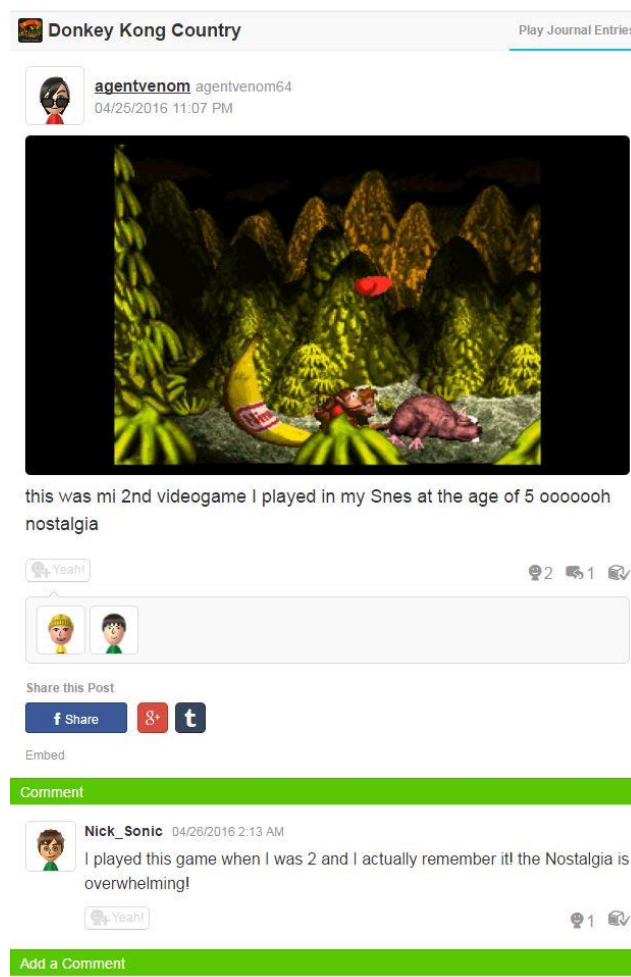 Donkey Kong Country
Play Journal Entries
agentvenom agentvenom64
04/25/2016 11:07 PM
this was mi 2nd videogame I played in my Snes at the age of 5 ooooooh
nostalgia
Yeah!
2 1
Share this Post
f Share 8+ t
Embed
Comment
Nick_Sonic 04/26/2016 2:13 AM
I played this game when I was 2 and I actually remember it! the Nostalgia is
overwhelming!
Yeah!
1
Add a Comment